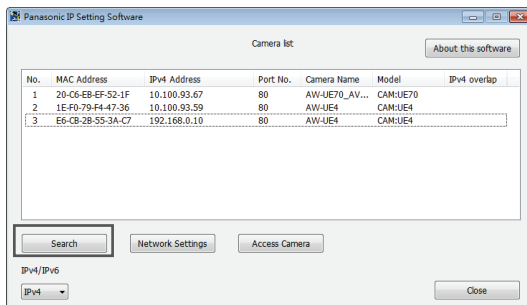 Panasonic IP Setting Software
Camera list
About this software
No. MAC Address IPv4 Address Port No. Camera Name Model IPv4 overlap
1 20-C6-EB-EF-52-1F 10.100.93.67 80 AW-UE70_AV... CAM:UE70
2 1E-F0-79-F4-47-36 10.100.93.59 80 AW-UE4 CAM:UE4
3 E6-CB-2B-55-3A-C7 192.168.0.10 80 AW-UE4 CAM:UE4
Search Network Settings Access Camera
IPv4/IPv6
IPv4 Close